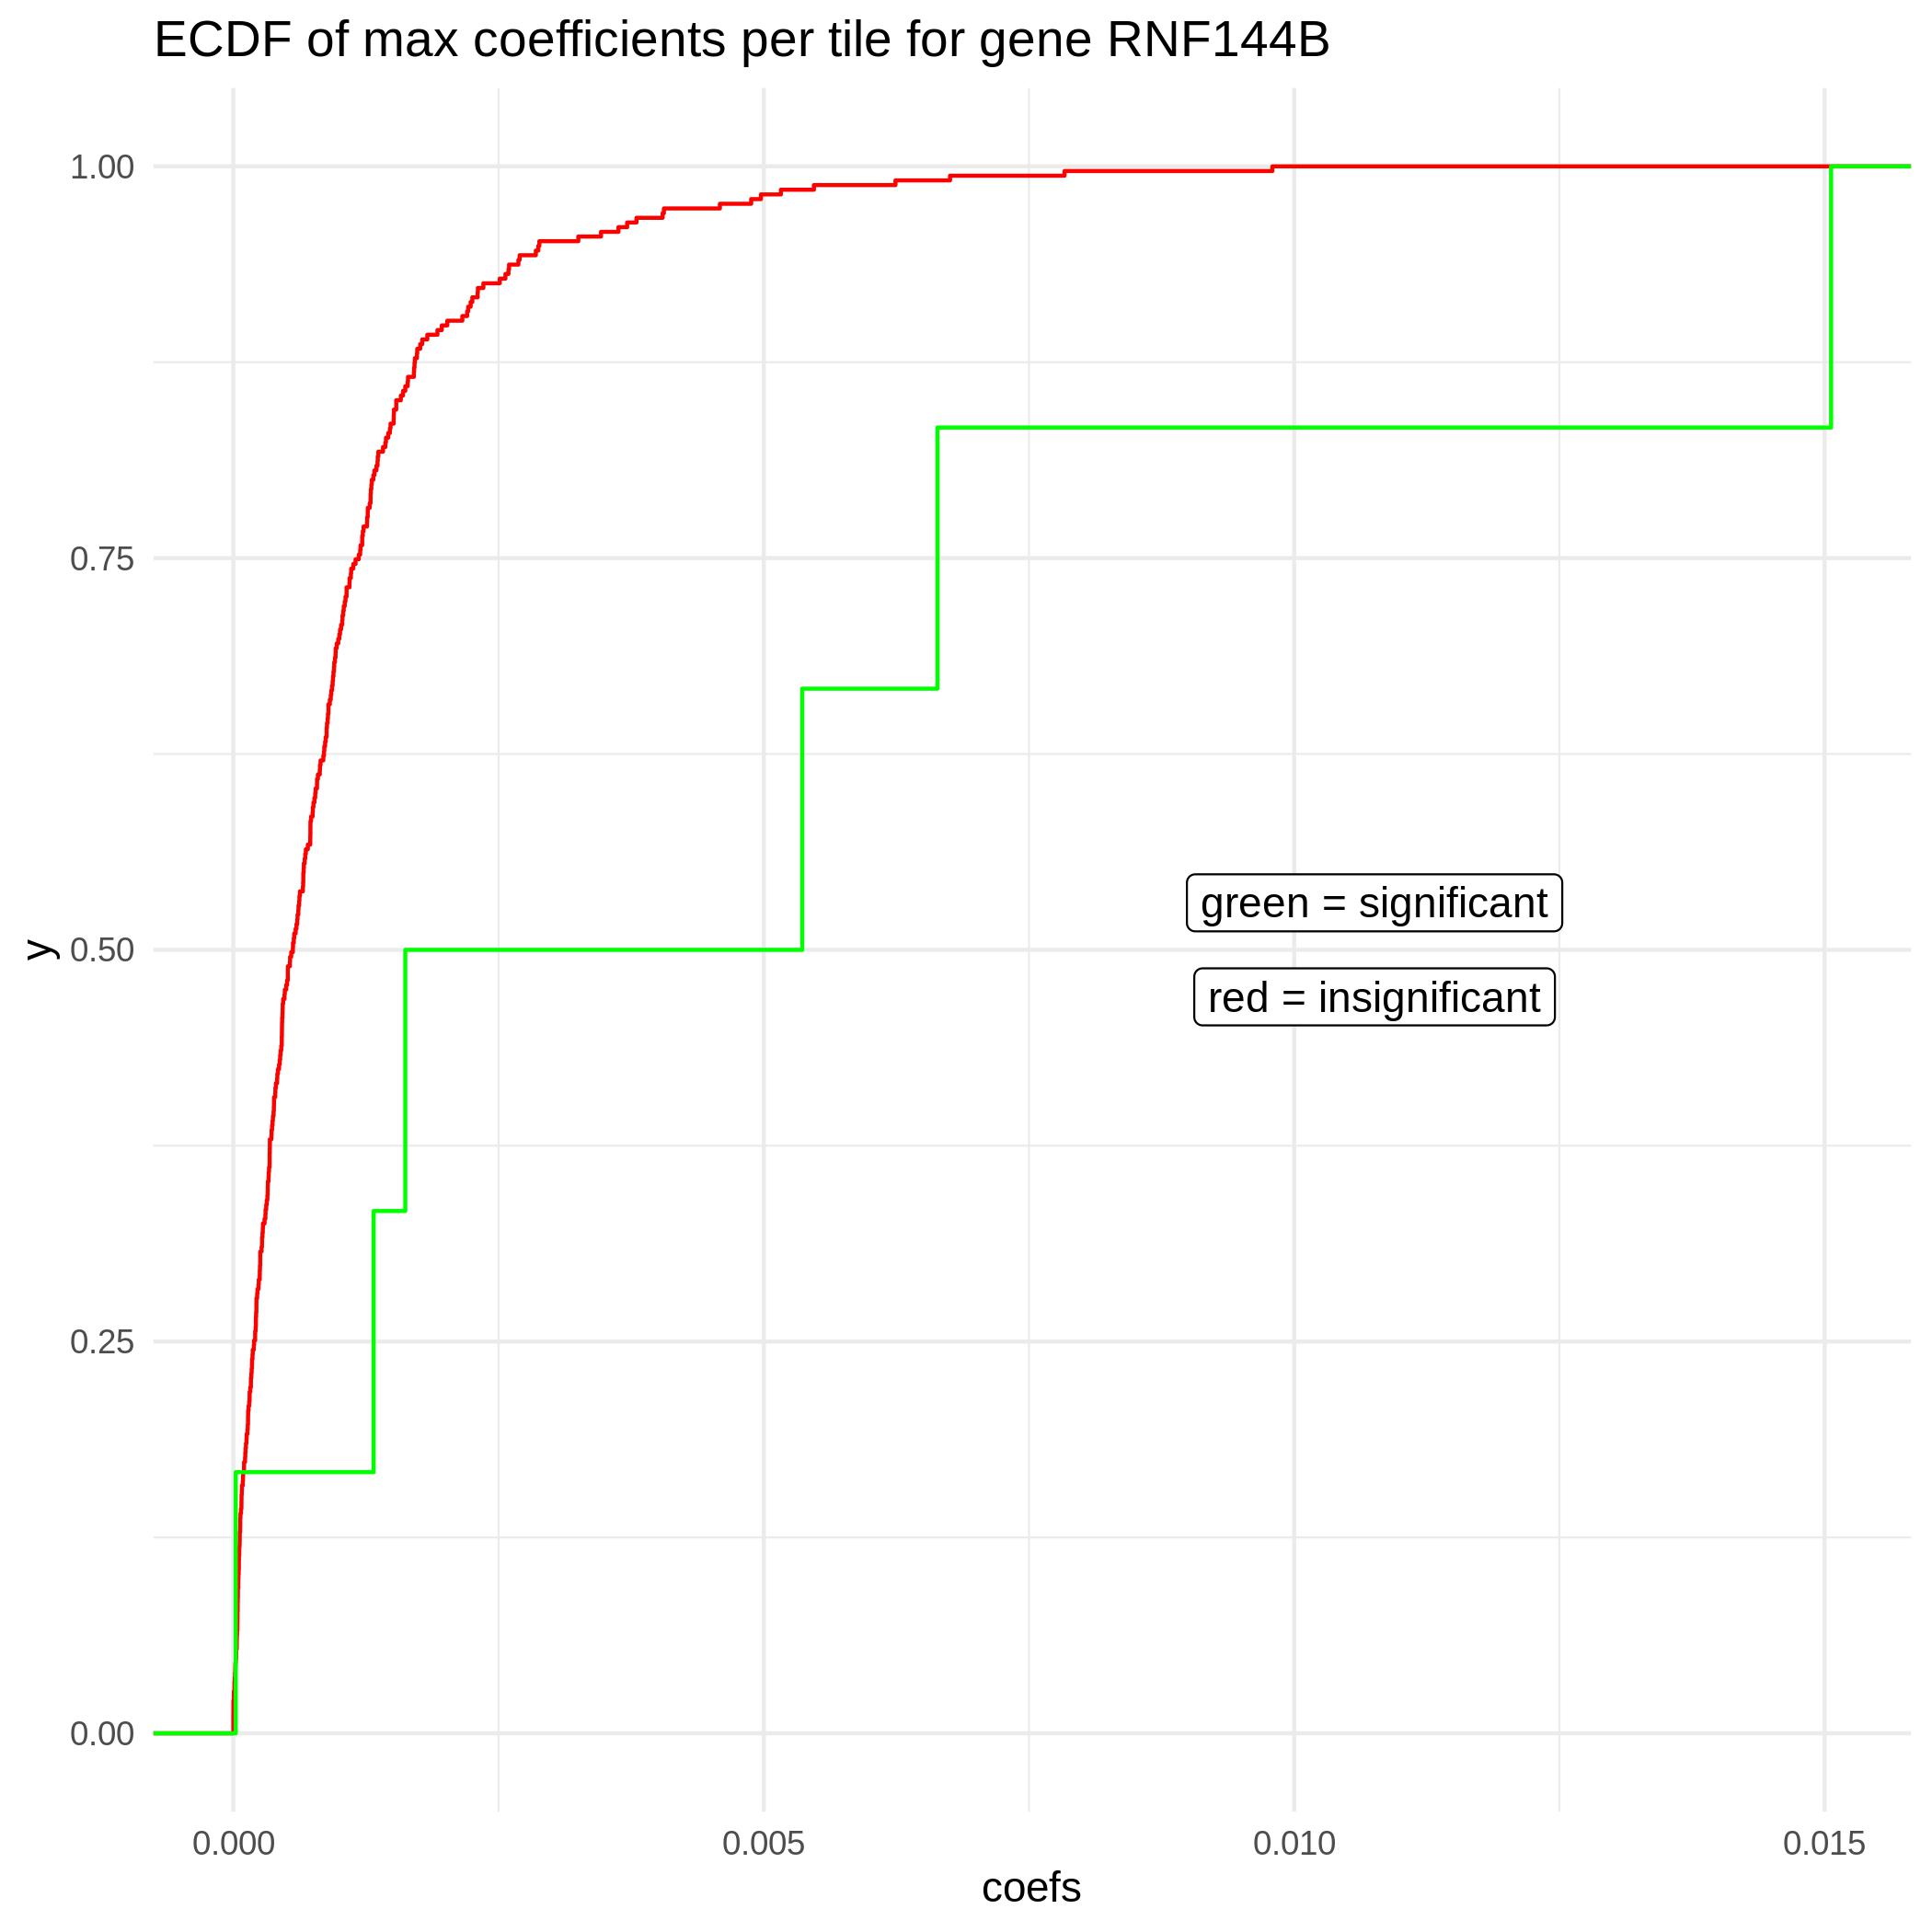 ECDF of max coefficients per tile for gene RNF144B
1.00
0.75
0.50
0.25
0.00
y
green = significant
red = insignificant
0.000 0.005 0.010 0.015
coefs